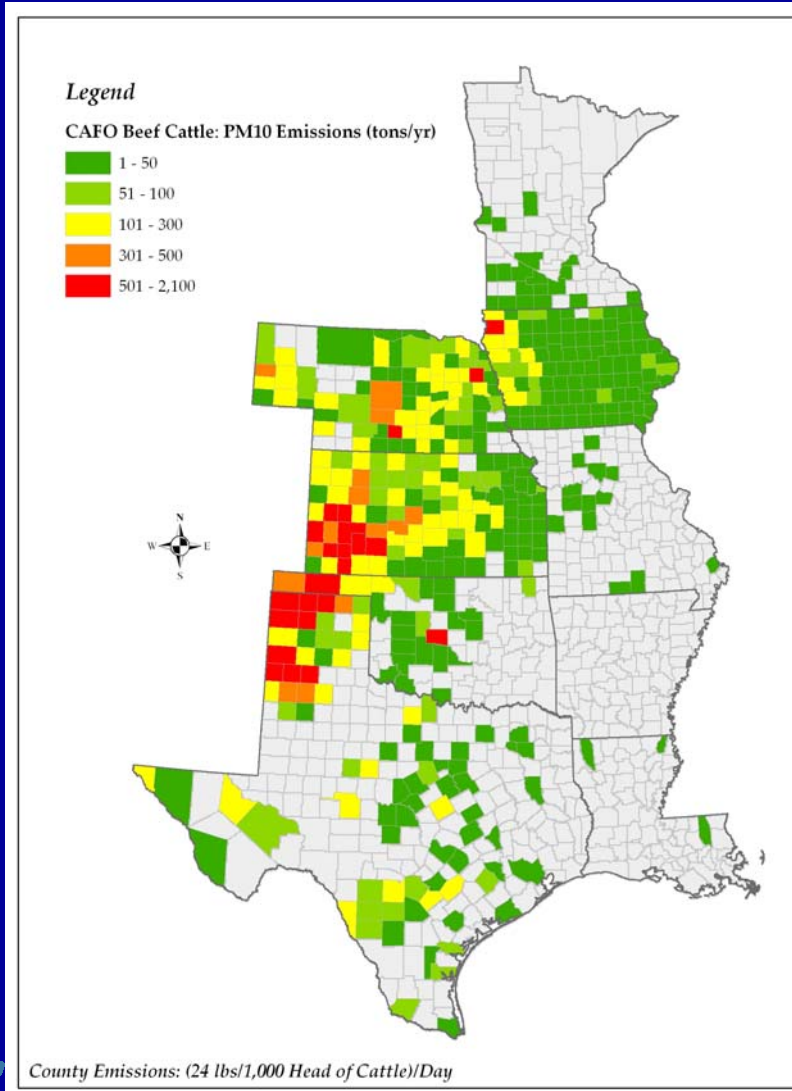 Legend
CAFO Beef Cattle: PM10 Emissions (tons/yr)
1 - 50
51 - 100
101 - 300
301 - 500
501 - 2,100
N
W E
S
County Emissions: (24 lbs/1,000 Head of Cattle)/Day